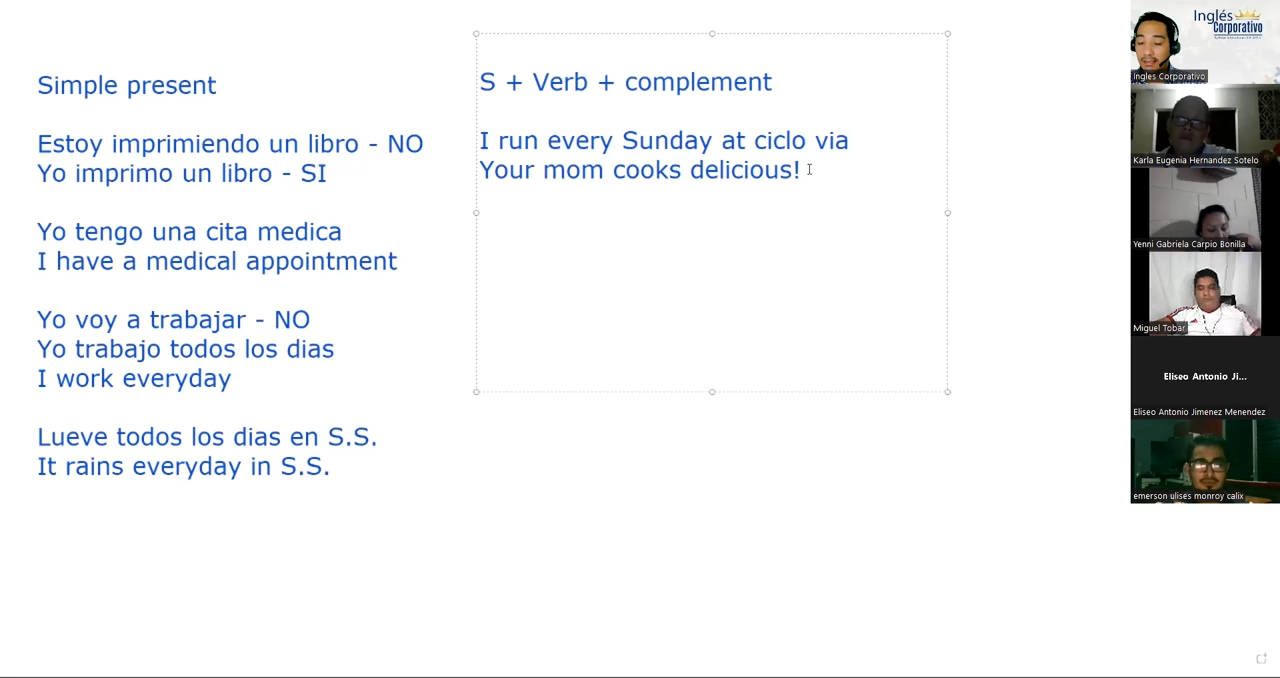 Simple present
Estoy imprimiendo un libro - NO
Yo imprimo un libro - SI
Yo tengo una cita medica
I have a medical appointment
Yo voy a trabajar - NO
Yo trabajo todos los dias
I work everyday
Lueve todos los dias en S.S.
It rains everyday in S.S.
S + Verb + complement
I run every Sunday at ciclo via
Your mom cooks delicious!
Inglés
Corporativo
Ingles Corporativo
Karla Eugenia Hernandez Sotelo
Yenni Gabriela Carpio Bonilla
Miguel Tobar
Eliseo Antonio Ji...
Eliseo Antonio Jimenez Menendez
emerson ulises monroy calix